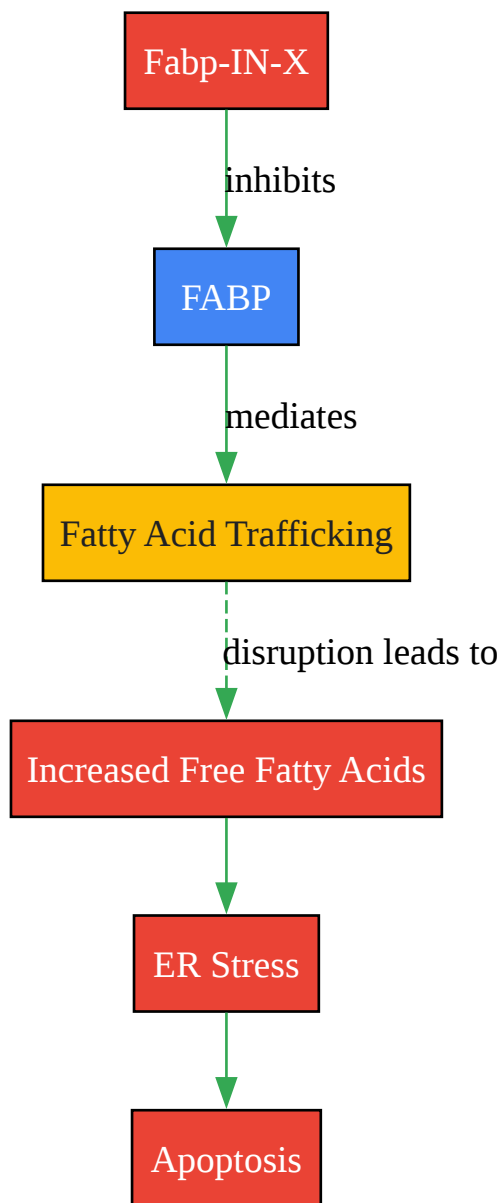 Fabp-IN-X
inhibits
FABP
mediates
Fatty Acid Trafficking
disruption leads to
Increased Free Fatty Acids
ER Stress
Apoptosis